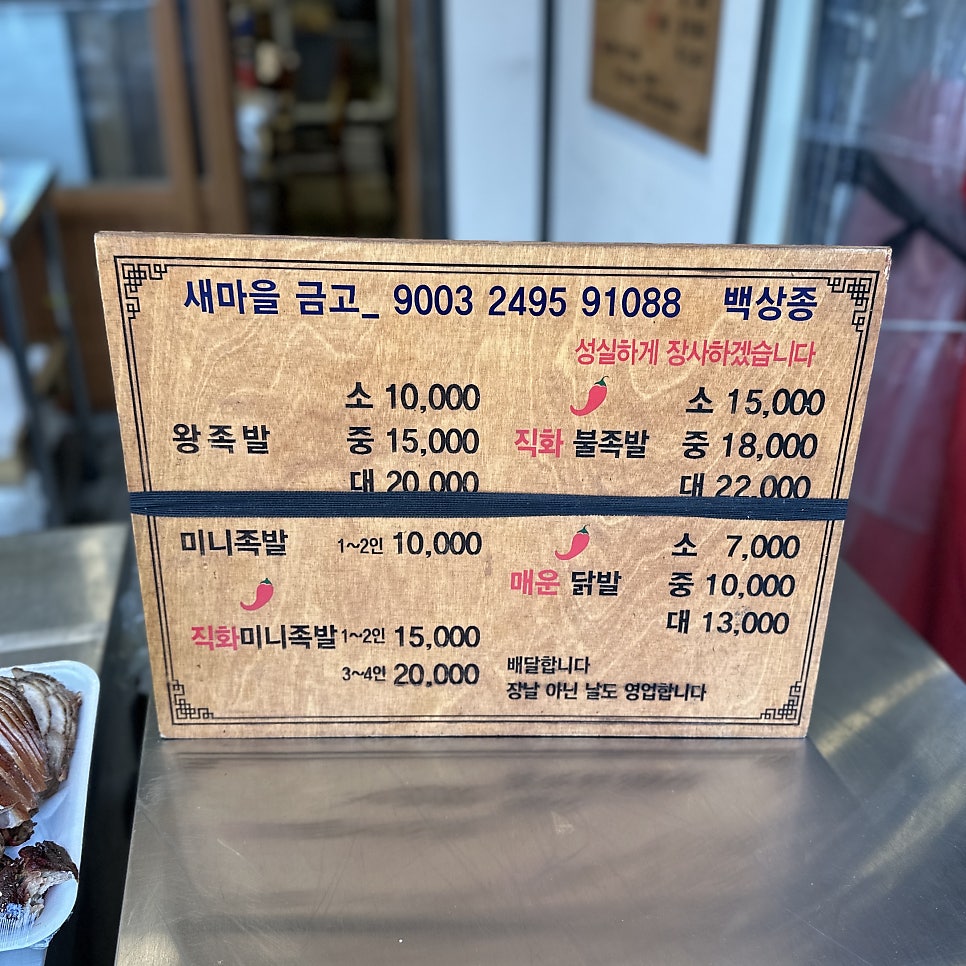 새마을 금고_ 9003 2495 91088 백상종
성실하게 장사하겠습니다
왕족발 소 10,000
중 15,000
대 20,000
직화 불족발 소 15,000
중 18,000
대 22,000
미니족발 1~2인 10,000
직화미니족발 1~2인 15,000
3~4인 20,000
매운 닭발 소 7,000
중 10,000
대 13,000
배달합니다
장날 아닌 날도 영업합니다